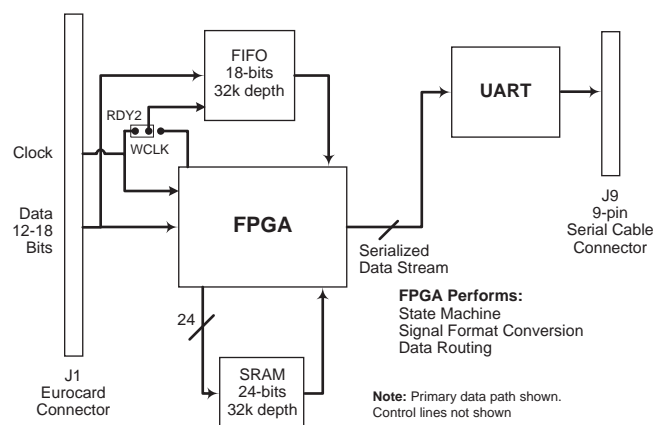 FIFO
18-bits
32k depth
UART
RDY2
WCLK
Clock
Data
12-18
Bits
FPGA
Serialized
Data Stream
J9
9-pin
Serial Cable
Connector
24
FPGA Performs:
State Machine
Signal Format Conversion
Data Routing
SRAM
24-bits
32k depth
J1
Eurocard
Connector
Note: Primary data path shown.
Control lines not shown